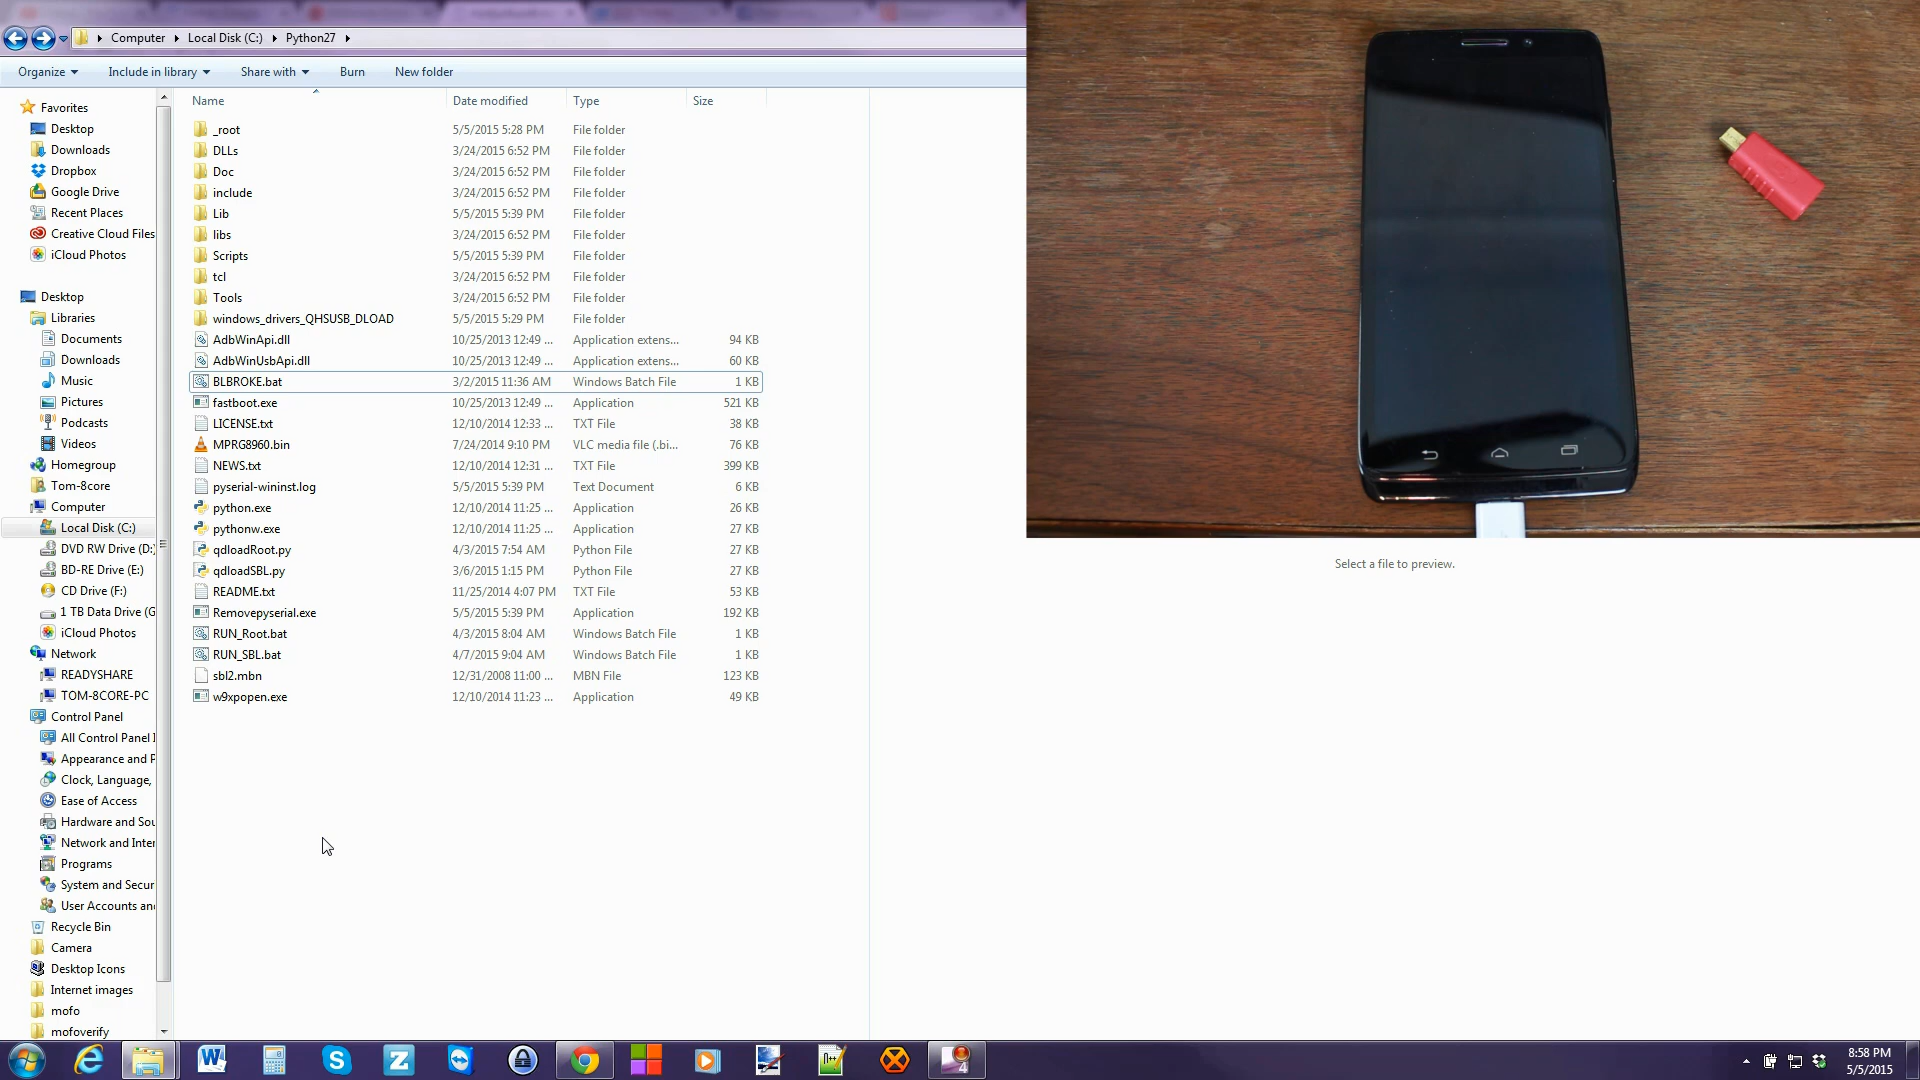 Computer Local Disk (C:) Python27
Organize Include in library Share with Burn New folder
Name Date modified Type Size
_root 5/5/2015 5:28 PM File folder
DLLs 3/24/2015 6:52 PM File folder
Doc 3/24/2015 6:52 PM File folder
include 3/24/2015 6:52 PM File folder
Lib 5/5/2015 5:39 PM File folder
libs 3/24/2015 6:52 PM File folder
Scripts 5/5/2015 5:39 PM File folder
tcl 3/24/2015 6:52 PM File folder
Tools 3/24/2015 6:52 PM File folder
windows_drivers_QHSUSB_DLOAD 5/5/2015 5:29 PM File folder
AdbWinApi.dll 10/25/2013 12:49 ... Application extens... 94 KB
AdbWinUsbApi.dll 10/25/2013 12:49 ... Application extens... 60 KB
BLBROKE.bat 3/2/2015 11:36 AM Windows Batch File 1 KB
fastboot.exe 10/25/2013 12:49 ... Application 521 KB
LICENSE.txt 12/10/2014 12:33 ... TXT File 38 KB
MPRG8960.bin 7/24/2014 9:10 PM VLC media file (.bi... 76 KB
NEWS.txt 12/10/2014 12:31 ... TXT File 399 KB
pyserial-wininst.log 5/5/2015 5:39 PM Text Document 6 KB
python.exe 12/10/2014 11:25 ... Application 26 KB
pythonw.exe 12/10/2014 11:25 ... Application 27 KB
qdloadRoot.py 4/3/2015 7:54 AM Python File 27 KB
qdloadSBL.py 3/6/2015 1:15 PM Python File 27 KB
README.txt 11/25/2014 4:07 PM TXT File 53 KB
Removepyserial.exe 5/5/2015 5:39 PM Application 192 KB
RUN_Root.bat 4/3/2015 8:04 AM Windows Batch File 1 KB
RUN_SBL.bat 4/7/2015 9:04 AM Windows Batch File 1 KB
sbl2.mbn 12/31/2008 11:00 ... MBN File 123 KB
w9xpopen.exe 12/10/2014 11:23 ... Application 49 KB
Favorites
Desktop
Downloads
Dropbox
Google Drive
Recent Places
Creative Cloud Files
iCloud Photos
Desktop
Libraries
Documents
Downloads
Music
Pictures
Podcasts
Videos
Homegroup
Tom-8core
Computer
Local Disk (C:)
DVD RW Drive (D:)
BD-RE Drive (E:)
CD Drive (F:)
1 TB Data Drive (G
iCloud Photos
Network
READYSHARE
TOM-8CORE-PC
Control Panel
All Control Panel I
Appearance and P
Clock, Language,
Ease of Access
Hardware and Sou
Network and Inter
Programs
System and Secur
User Accounts and
Recycle Bin
Camera
Desktop Icons
Internet images
mofo
mofoverify
Select a file to preview.
8:58 PM
5/5/2015